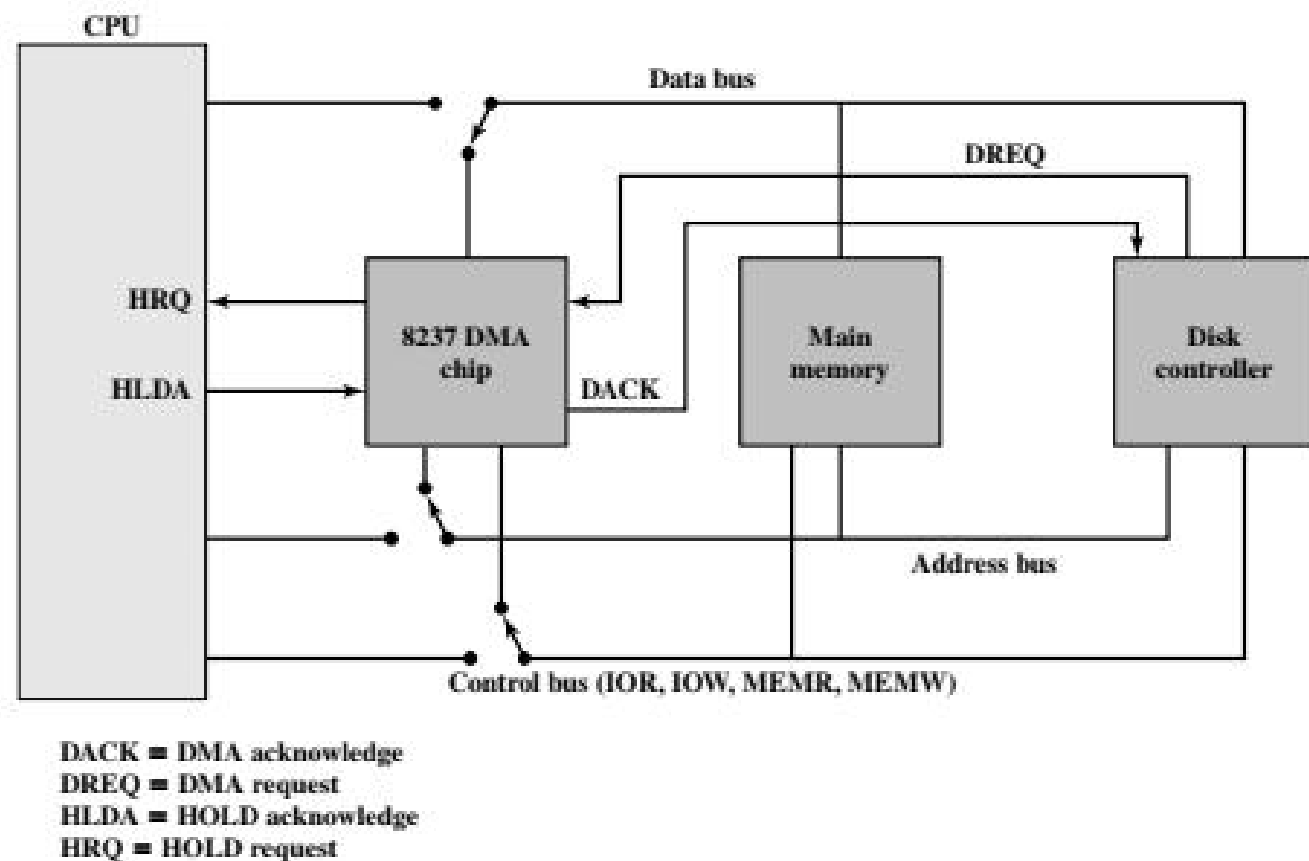 CPU
Data bus
DREQ
HRQ
8237 DMA
chip
Main
memory
Disk
controller
HLDA
DACK
Address bus
Control bus (IOR, IOW, MEMR, MEMW)
DACK = DMA acknowledge
DREQ = DMA request
HLDA = HOLD acknowledge
HRQ = HOLD request